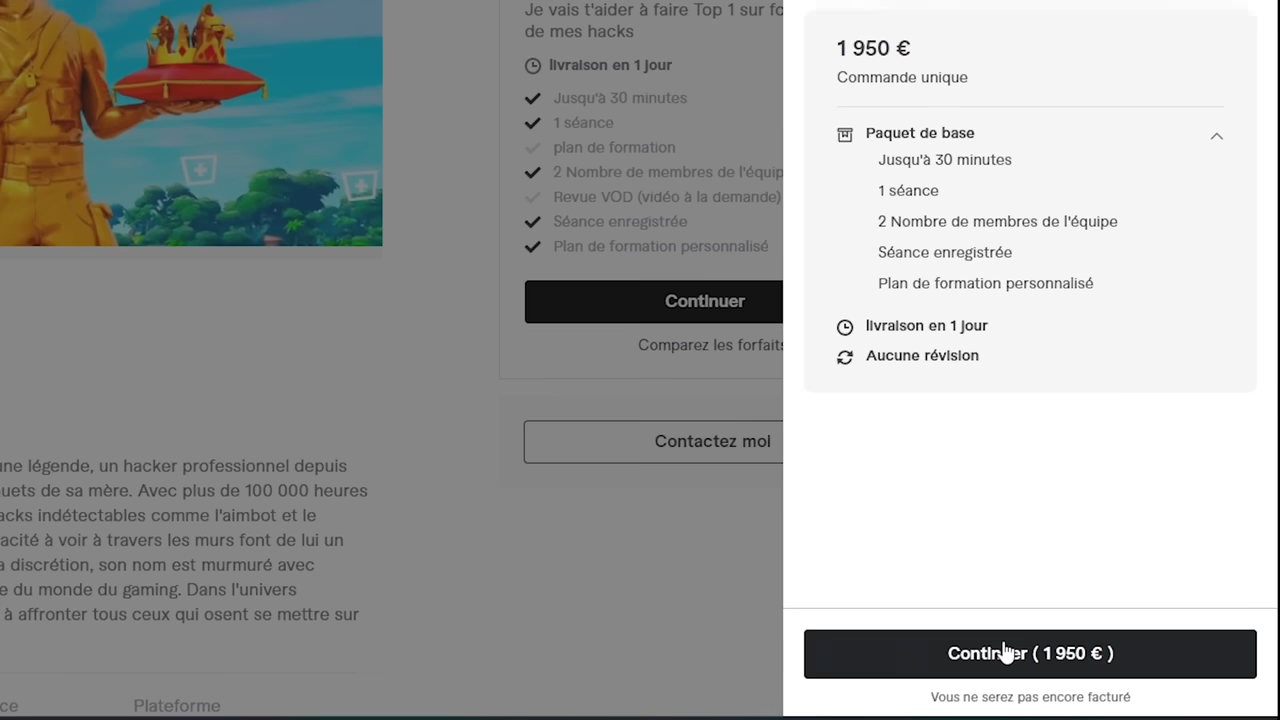 Je vais t'aider à faire Top 1 sur fo
de mes hacks
livraison en 1 jour
Jusqu'à 30 minutes
1 séance
plan de formation
2 Nombre de membres de l'équip
Revue VOD (vidéo à la demande)
Séance enregistrée
Plan de formation personnalisé
Continuer
Comparez les forfaits
Contactez moi
une légende, un hacker professionnel depuis
uets de sa mère. Avec plus de 100 000 heures
acks indétectables comme l'aimbot et le
acité à voir à travers les murs font de lui un
a discrétion, son nom est murmuré avec
e du monde du gaming. Dans l'univers
à affronter tous ceux qui osent se mettre sur
ce
Plateforme
1 950 €
Commande unique
Paquet de base
Jusqu'à 30 minutes
1 séance
2 Nombre de membres de l'équipe
Séance enregistrée
Plan de formation personnalisé
livraison en 1 jour
Aucune révision
Continuer ( 1 950 € )
Vous ne serez pas encore facturé